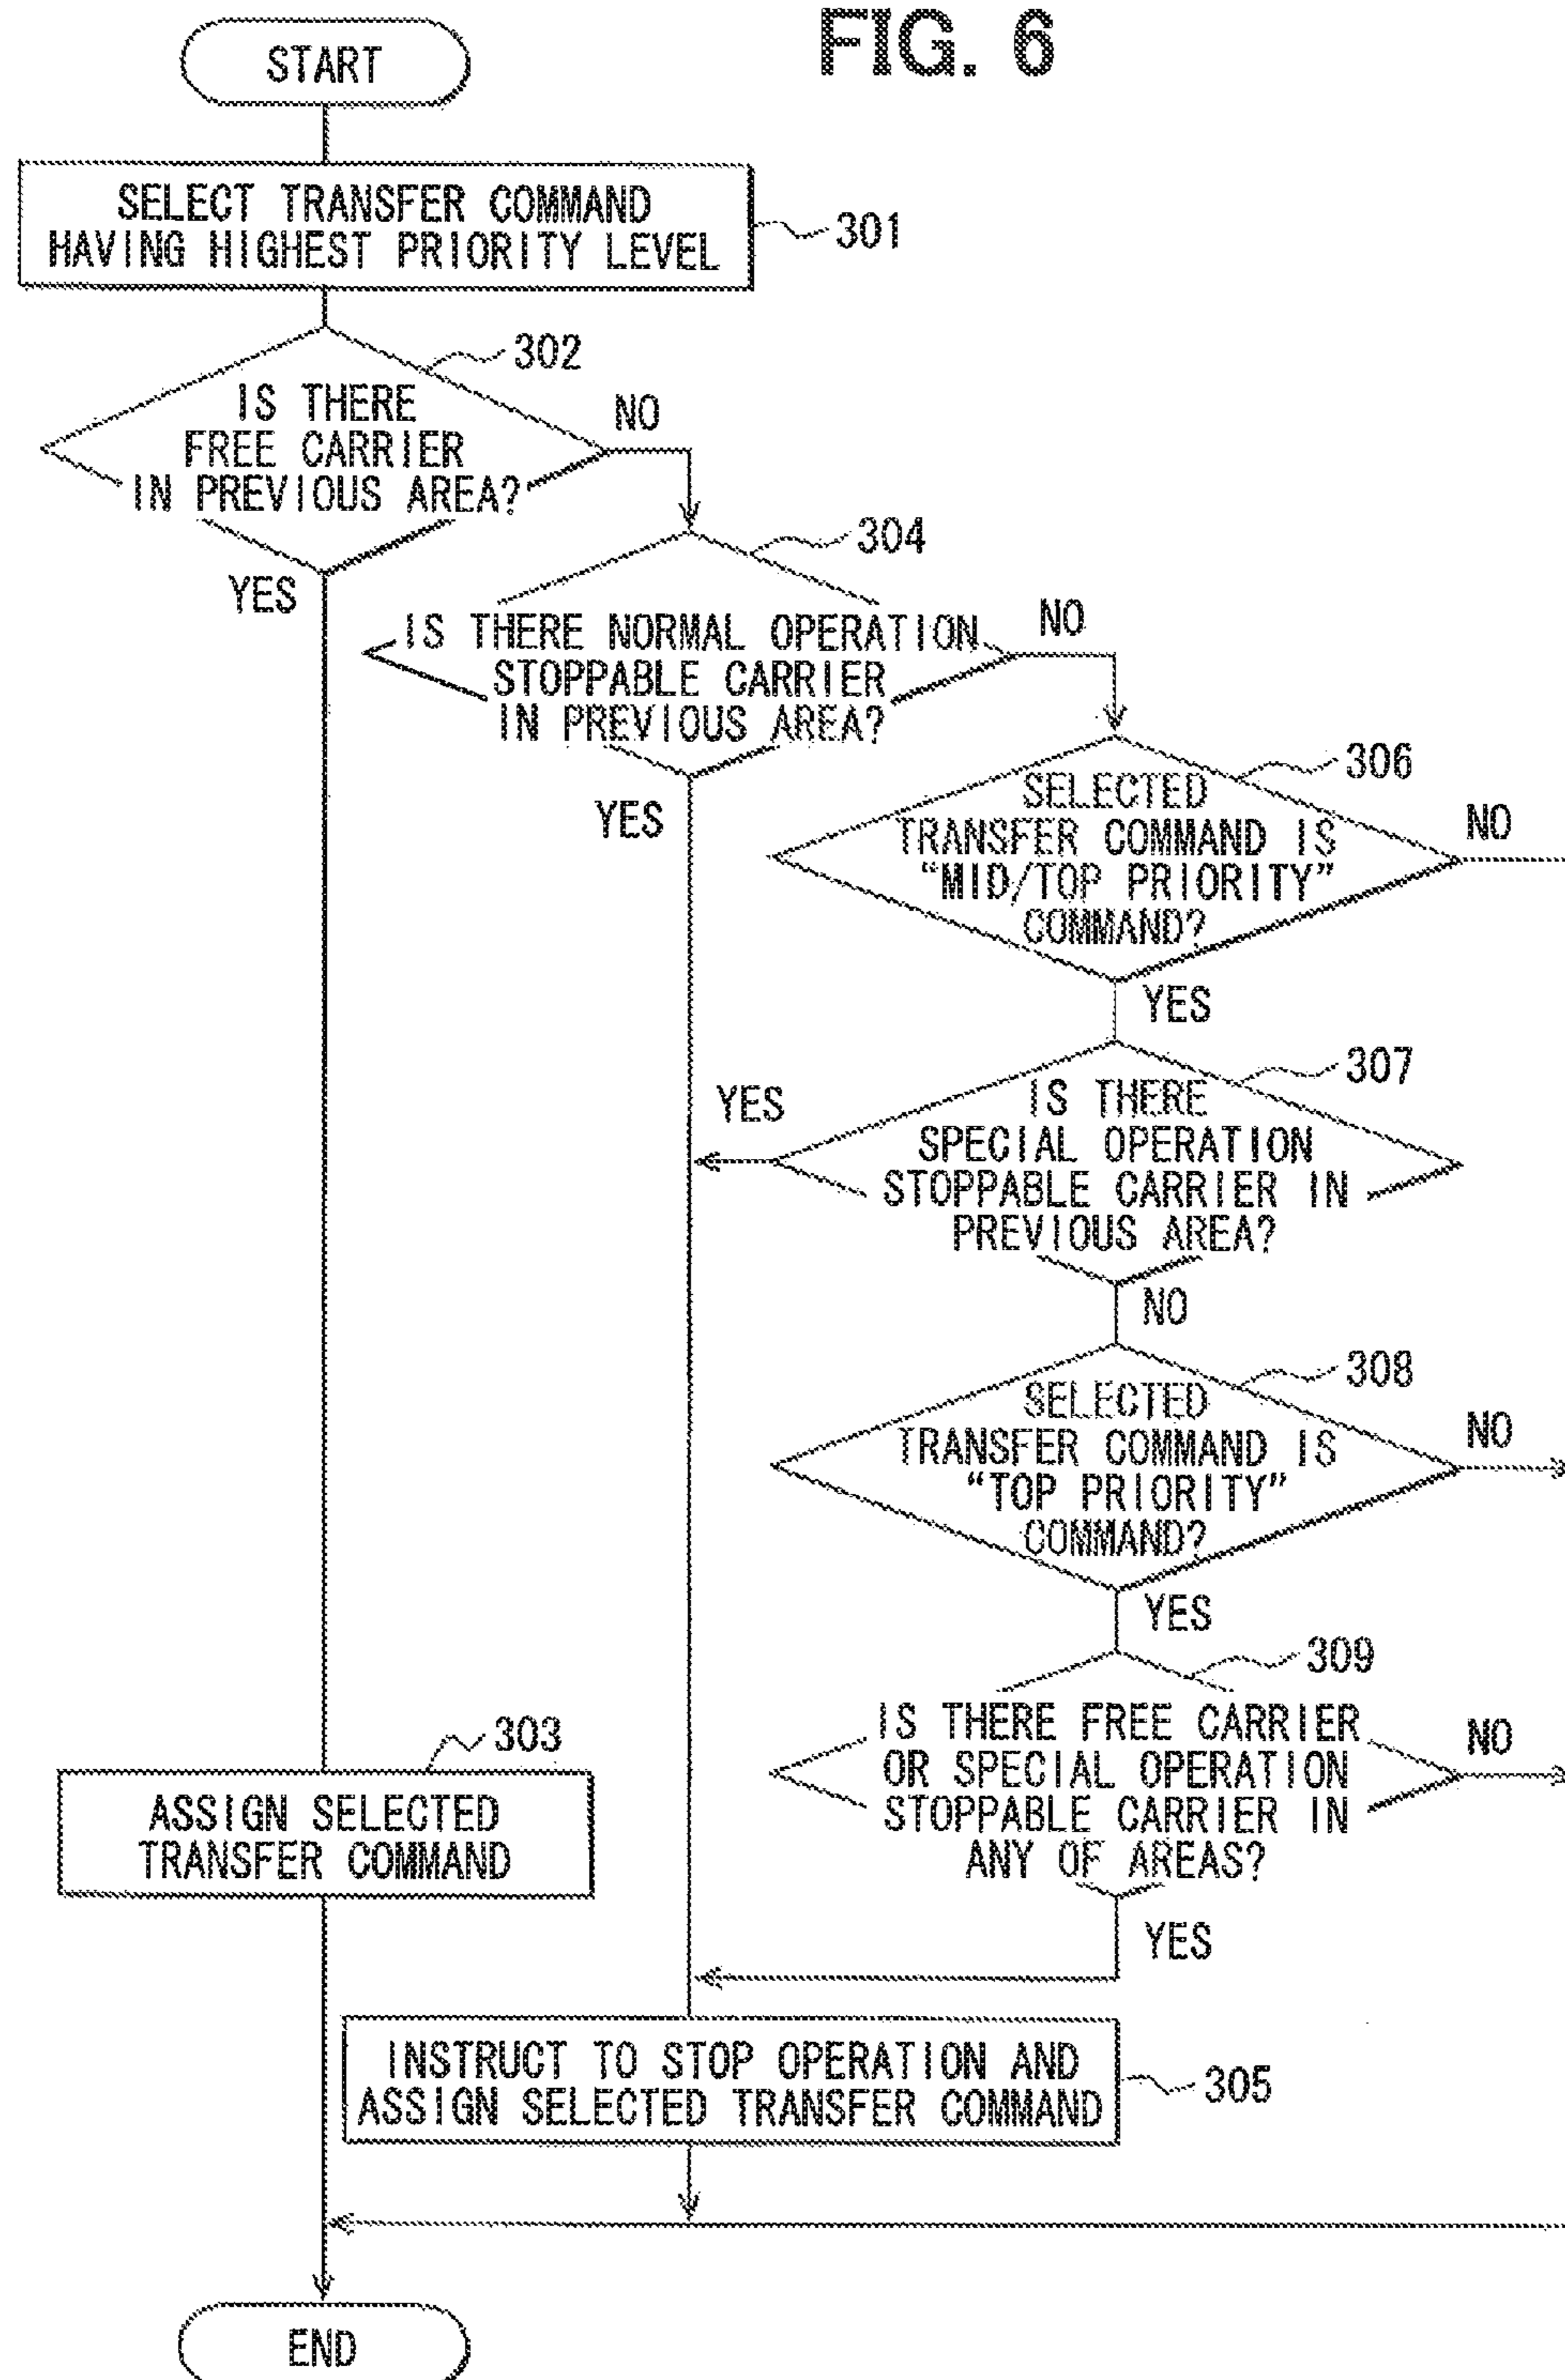 FIG. 6
START
SELECT TRANSFER COMMAND
HAVING HIGHEST PRIORITY LEVEL
301
302
IS THERE
FREE CARRIER
IN PREVIOUS AREA?
NO
YES
304
IS THERE NORMAL OPERATION
STOPPABLE CARRIER
IN PREVIOUS AREA?
NO
YES
306
SELECTED
TRANSFER COMMAND IS
“MID/TOP PRIORITY”
COMMAND?
NO
YES
307
IS THERE
SPECIAL OPERATION
STOPPABLE CARRIER IN
PREVIOUS AREA?
YES
NO
308
SELECTED
TRANSFER COMMAND IS
“TOP PRIORITY”
COMMAND?
NO
YES
309
IS THERE FREE CARRIER
OR SPECIAL OPERATION
STOPPABLE CARRIER IN
ANY OF AREAS?
NO
YES
303
ASSIGN SELECTED
TRANSFER COMMAND
INSTRUCT TO STOP OPERATION AND
ASSIGN SELECTED TRANSFER COMMAND
305
END